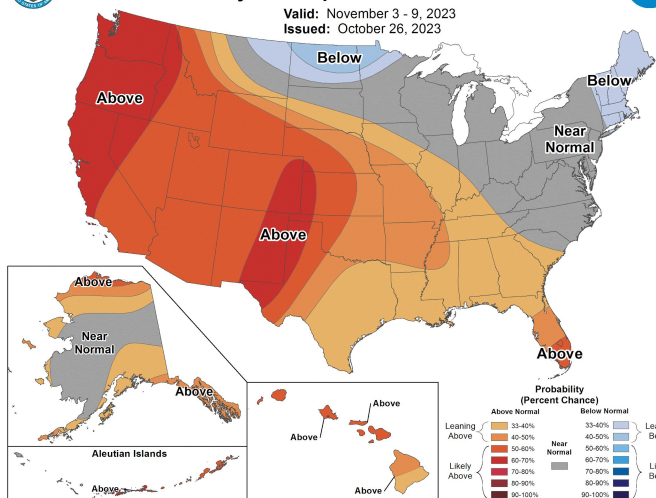 Valid: November 3 - 9, 2023
Issued: October 26, 2023
Below
Below
Above
Near
Normal
Above
Above
Above
Near
Normal
Above
Aleutian Islands
Above
Above
Above
Above
Probability
(Percent Chance)
Above Normal
Below Normal
Leaning
Above
33-40%
40-50%
Likely
Above
50-60%
60-70%
70-80%
80-90%
90-100%
Near
Normal
33-40%
40-50%
50-60%
60-70%
70-80%
80-90%
90-100%